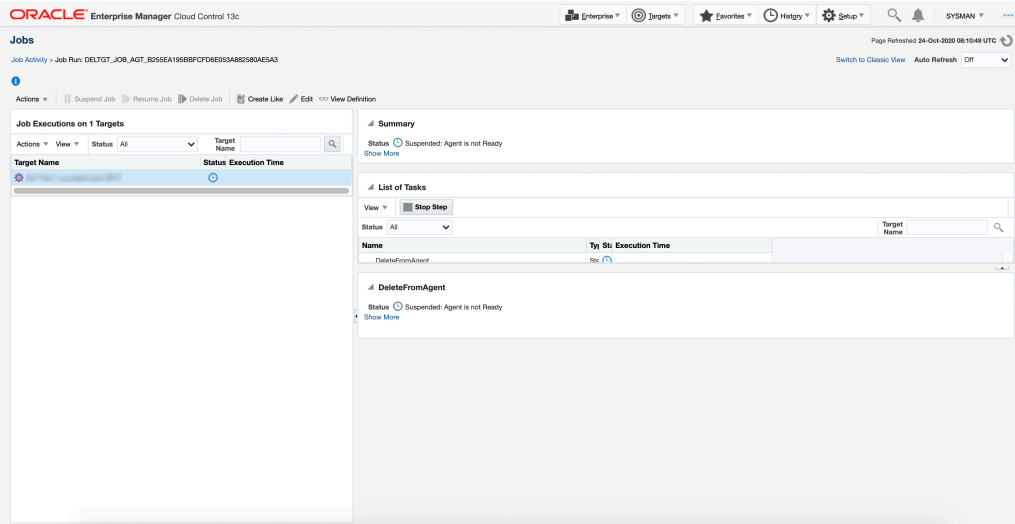 ORACLE Enterprise Manager Cloud Control 13c
Enterprise Targets Favorites History Setup SYSMAN
Jobs
Page Refreshed 24-Oct-2020 08:10:49 UTC
Job Activity > Job Run: DELTGT_JOB_AGT_B255EA195BBFCFD6E053A882580AE5A3
Switch to Classic View Auto Refresh Off
Actions Suspend Job Resume Job Delete Job Create Like Edit View Definition
Job Executions on 1 Targets
Actions View Status All Target Name
Target Name Status Execution Time
Summary
Status Suspended: Agent is not Ready
Show More
List of Tasks
View Stop Step
Status All Target Name
Name Typ Sta Execution Time
DeleteFromAgent Ste
DeleteFromAgent
Status Suspended: Agent is not Ready
Show More